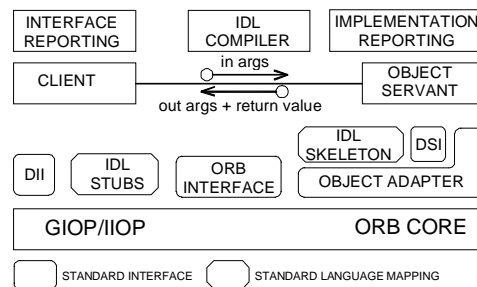 INTERFACE
REPORTING
IDL
COMPILER
IMPLEMENTATION
REPORTING
CLIENT
in args
out args + return value
OBJECT
SERVANT
DII
IDL
STUBS
ORB
INTERFACE
IDL
SKELETON
DSI
OBJECT ADAPTER
GIOP/IIOP
ORB CORE
STANDARD INTERFACE
STANDARD LANGUAGE MAPPING